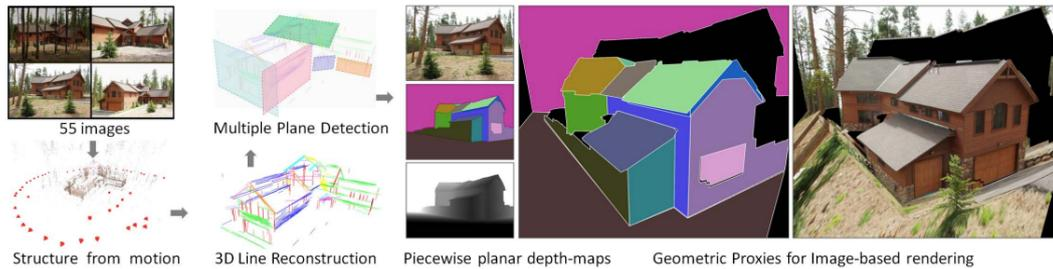 55 images
Multiple Plane Detection
Structure from motion
3D Line Reconstruction
Piecewise planar depth-maps
Geometric Proxies for Image-based rendering